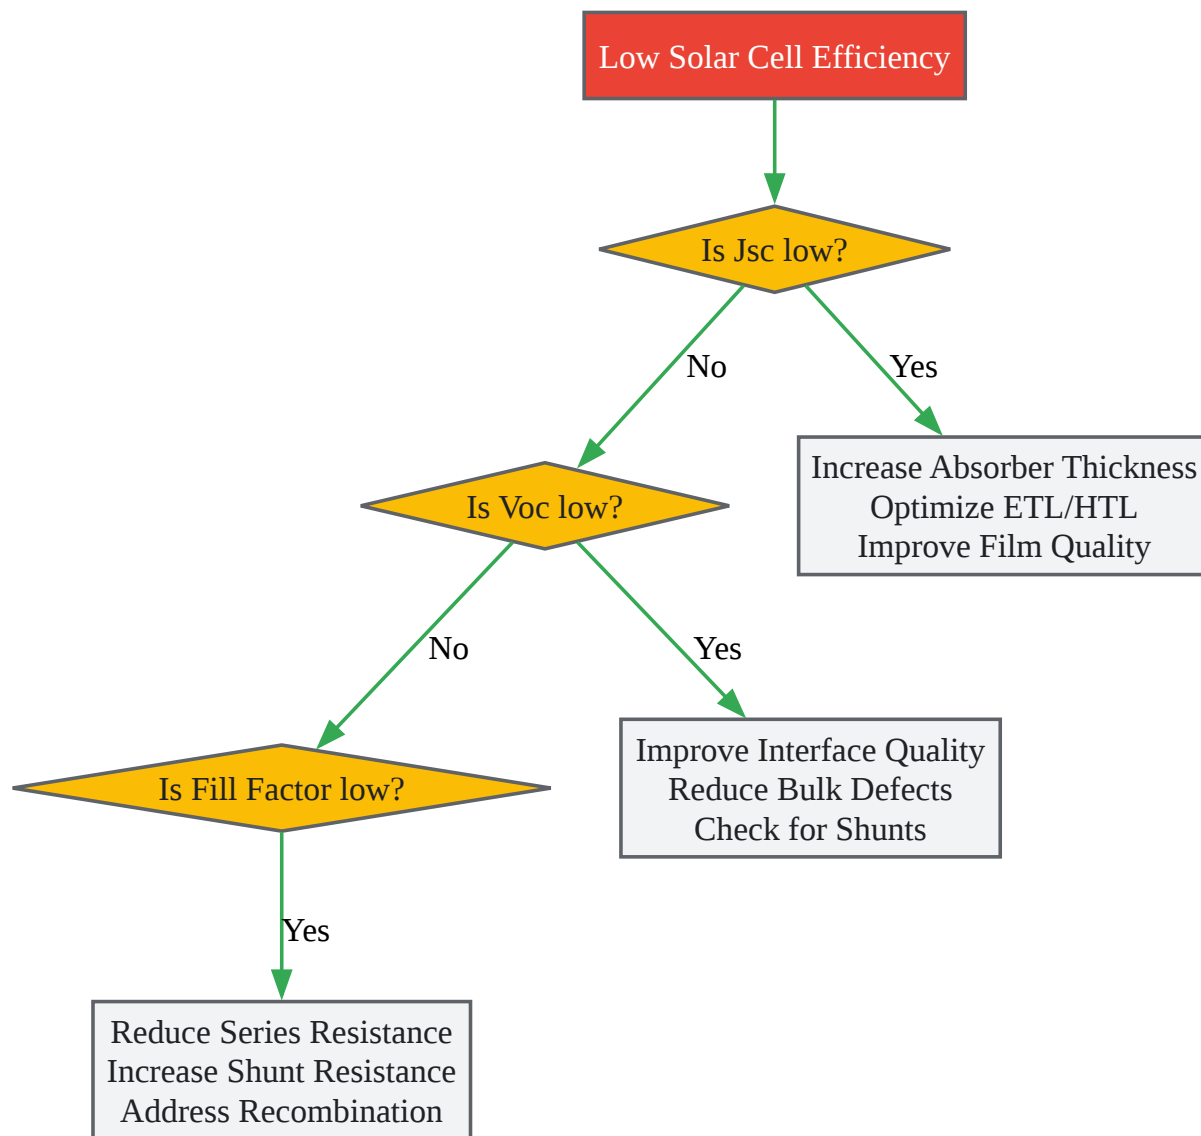 Low Solar Cell Efficiency
Is Jsc low?
No
Yes
Increase Absorber Thickness
Optimize ETL/HTL
Improve Film Quality
Is Voc low?
No
Yes
Improve Interface Quality
Reduce Bulk Defects
Check for Shunts
Is Fill Factor low?
Yes
Reduce Series Resistance
Increase Shunt Resistance
Address Recombination